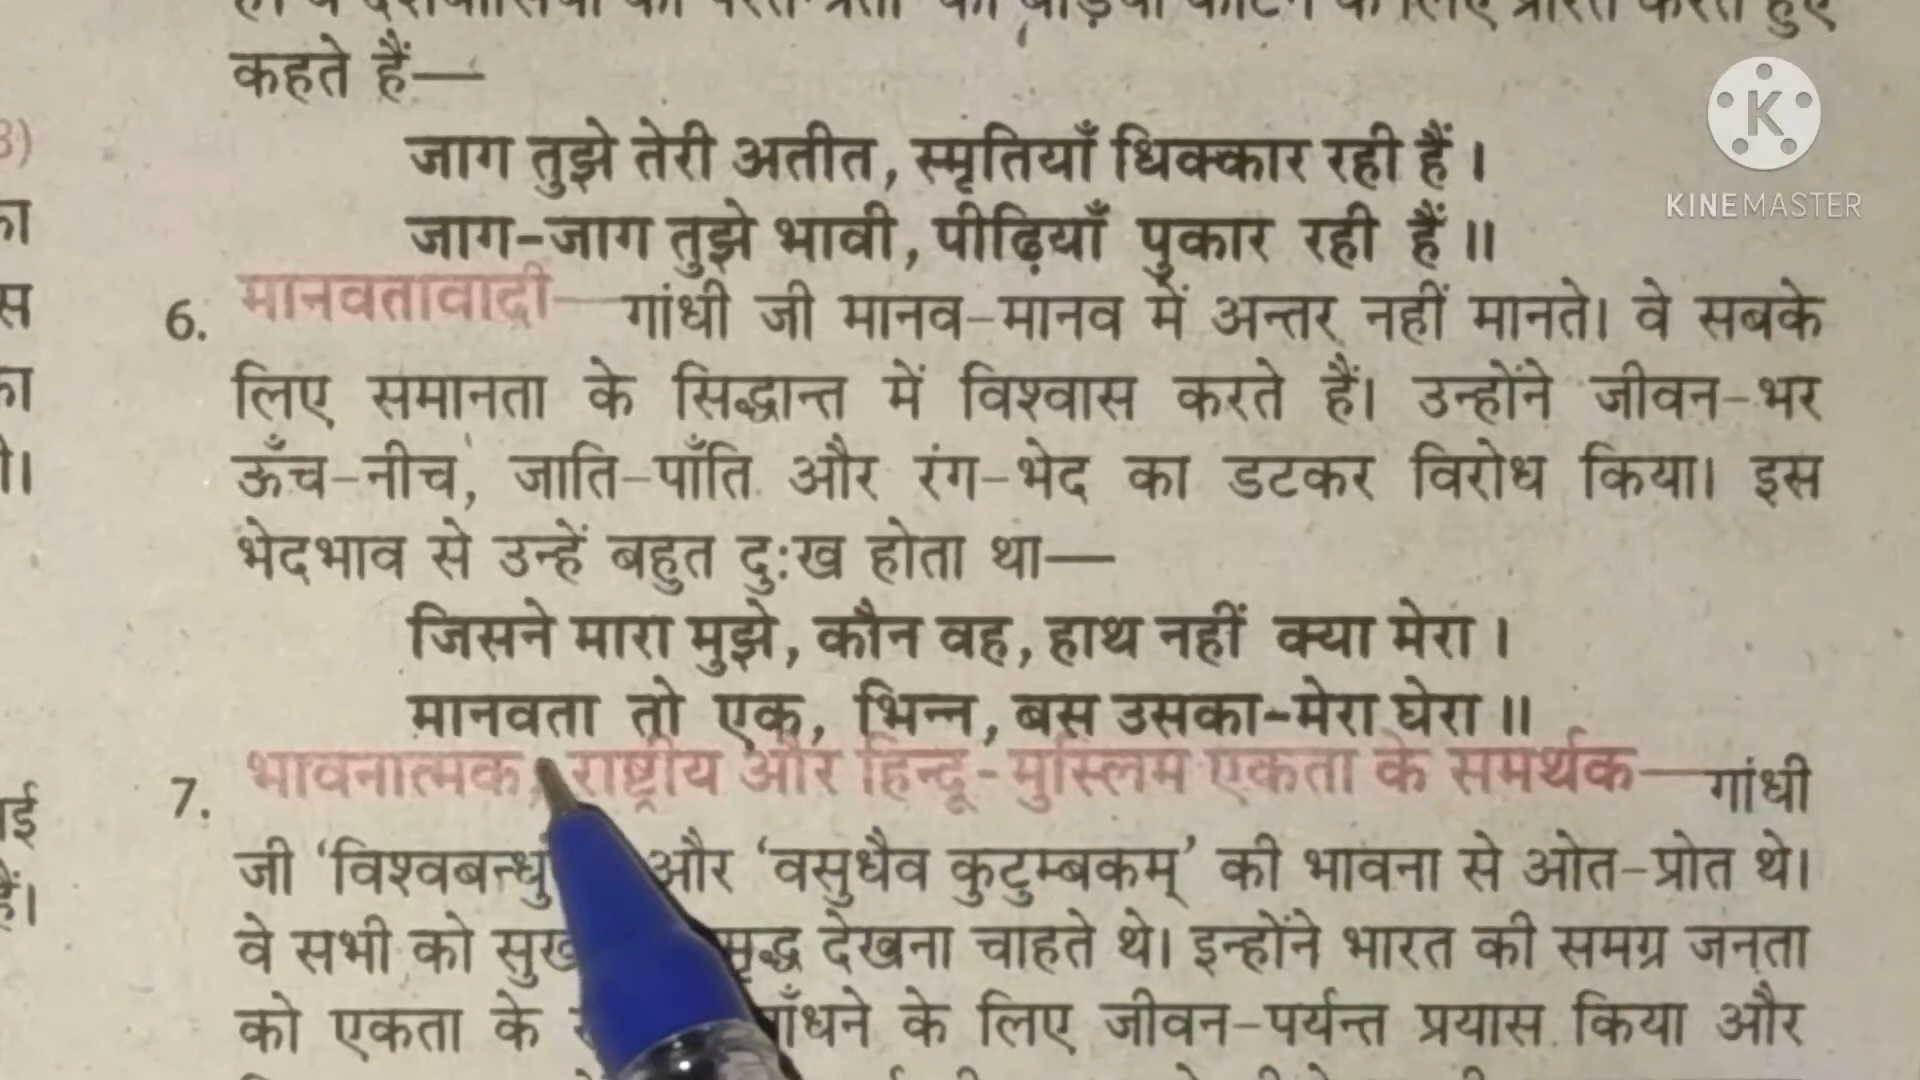 कहते हैं—
जाग तुझे तेरी अतीत, स्मृतियाँ धिक्कार रही हैं ।
जाग-जाग तुझे भावी, पीढ़ियाँ पुकार रही हैं ॥
6. मानवतावादी—गांधी जी मानव-मानव में अन्तर नहीं मानते। वे सबके
लिए समानता के सिद्धान्त में विश्वास करते हैं। उन्होंने जीवन-भर
ऊँच-नीच, जाति-पाँति और रंग-भेद का डटकर विरोध किया। इस
भेदभाव से उन्हें बहुत दु:ख होता था—
जिसने मारा मुझे, कौन वह, हाथ नहीं क्या मेरा ।
मानवता तो एक, भिन्न, बस उसका-मेरा घेरा ॥
7. भावनात्मक, राष्ट्रीय और हिन्दू-मुस्लिम एकता के समर्थक—गांधी
जी 'विश्वबन्धु और 'वसुधैव कुटुम्बकम्' की भावना से ओत-प्रोत थे।
वे सभी को देखना चाहते थे। इन्होंने भारत की समग्र जनता
को एकता के के लिए जीवन-पर्यन्त प्रयास किया और
KINEMASTER